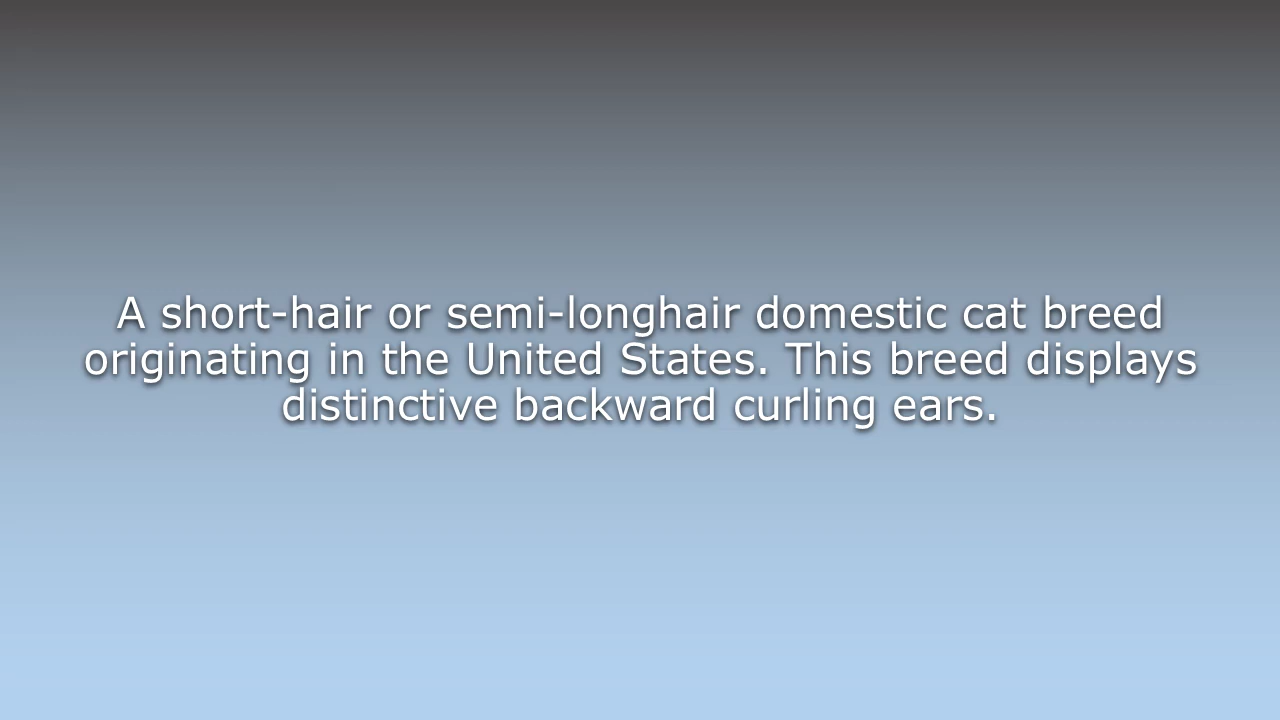 A short-hair or semi-longhair domestic cat breed
originating in the United States. This breed displays
distinctive backward curling ears.